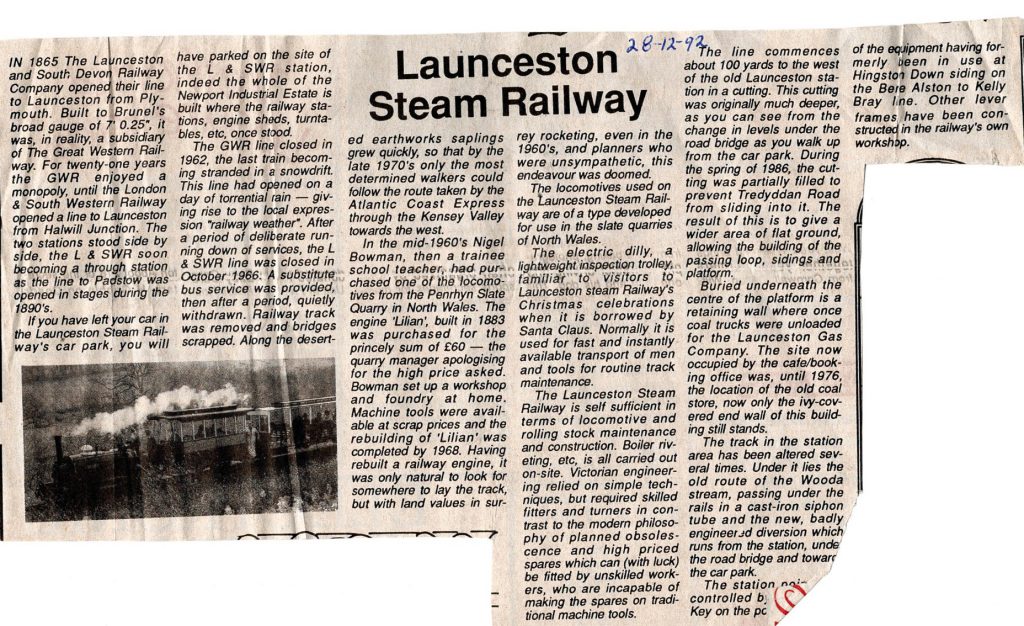 28-12-92
Launceston
Steam Railway
IN 1865 The Launceston
and South Devon Railway
Company opened their line
to Launceston from Ply-
mouth. Built to Brunel's
broad gauge of 7' 0.25", it
was, in reality, a subsidiary
of The Great Western Rail-
way. For twenty-one years
the GWR enjoyed a
monopoly, until the London
& South Western Railway
opened a line to Launceston
from Halwill Junction. The
two stations stood side by
side, the L & SWR soon
becoming a through station
as the line to Padstow was
opened in stages during the
1890's.
If you have left your car in
the Launceston Steam Rail-
way's car park, you will
have parked on the site of
the L & SWR station,
indeed the whole of the
Newport Industrial Estate is
built where the railway sta-
tions, engine sheds, turnta-
bles, etc, once stood.
The GWR line closed in
1962, the last train becom-
ing stranded in a snowdrift.
This line had opened on a
day of torrential rain — giv-
ing rise to the local expres-
sion "railway weather". After
a period of deliberate run-
ning down of services, the L
& SWR line was closed in
October 1966. A substitute
bus service was provided,
then after a period, quietly
withdrawn. Railway track
was removed and bridges
scrapped. Along the desert-
ed earthworks saplings
grew quickly, so that by the
late 1970's only the most
determined walkers could
follow the route taken by the
Atlantic Coast Express
through the Kensey Valley
towards the west.
In the mid-1960's Nigel
Bowman, then a trainee
school teacher, had pur-
chased one of the locomo-
tives from the Penrhyn Slate
Quarry in North Wales. The
engine 'Lilian', built in 1883
was purchased for the
princely sum of £60 — the
quarry manager apologising
for the high price asked.
Bowman set up a workshop
and foundry at home.
Machine tools were avail-
able at scrap prices and the
rebuilding of 'Lilian' was
completed by 1968. Having
rebuilt a railway engine, it
was only natural to look for
somewhere to lay the track,
but with land values in sur-
rey rocketing, even in the
1960's, and planners who
were unsympathetic, this
endeavour was doomed.
The locomotives used on
the Launceston Steam Rail-
way are of a type developed
for use in the slate quarries
of North Wales.
The electric dilly, a
lightweight inspection trolley,
familiar to visitors to
Launceston steam Railway's
Christmas celebrations
when it is borrowed by
Santa Claus. Normally it is
used for fast and instantly
available transport of men
and tools for routine track
maintenance.
The Launceston Steam
Railway is self sufficient in
terms of locomotive and
rolling stock maintenance
and construction. Boiler riv-
eting, etc, is all carried out
on-site. Victorian engineer-
ing relied on simple tech-
niques, but required skilled
fitters and turners in con-
trast to the modern philoso-
phy of planned obsoles-
cence and high priced
spares which can (with luck)
be fitted by unskilled work-
ers, who are incapable of
making the spares on tradi-
tional machine tools.
The line commences
about 100 yards to the west
of the old Launceston sta-
tion in a cutting. This cutting
was originally much deeper,
as you can see from the
change in levels under the
road bridge as you walk up
from the car park. During
the spring of 1986, the cut-
ting was partially filled to
prevent Tredyddan Road
from sliding into it. The
result of this is to give a
wider area of flat ground,
allowing the building of the
passing loop, sidings and
platform.
Buried underneath the
centre of the platform is a
retaining wall where once
coal trucks were unloaded
for the Launceston Gas
Company. The site now
occupied by the cafe/book-
ing office was, until 1976,
the location of the old coal
store, now only the ivy-cov-
ered end wall of this build-
ing still stands.
The track in the station
area has been altered sev-
eral times. Under it lies the
old route of the Wooda
stream, passing under the
rails in a cast-iron siphon
tube and the new, badly
engineered diversion which
runs from the station, unde
the road bridge and towar
the car park.
The station
controlled
Key on the
of the equipment having for-
merly been in use at
Hingston Down siding on
the Bere Alston to Kelly
Bray line. Other lever
frames have been con-
structed in the railway's own
workshop.
(c)